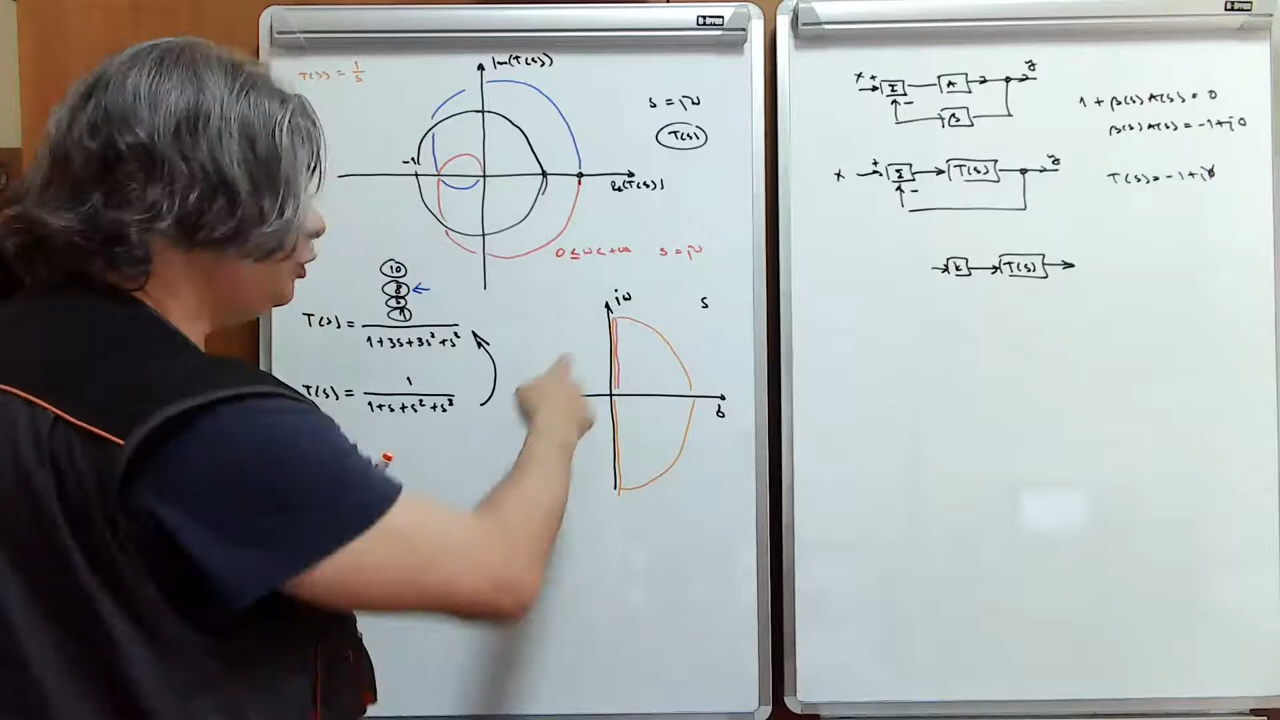 T(s) = 1/s
Im(T(s))
s = jω
T(s)
-1
Re(T(s))
0 ≤ ω < +∞ s = jω
10
8 ←
1
T(s) = / 1+3s+3s²+s²
T(s) = 1 / 1+s+s²+s³
jω
s
σ
x + Σ A y
-
β
1 + β(s)A(s) = 0
β(s)A(s) = -1+j0
x + Σ T(s) y
-
T(s) = -1+j0
k T(s)